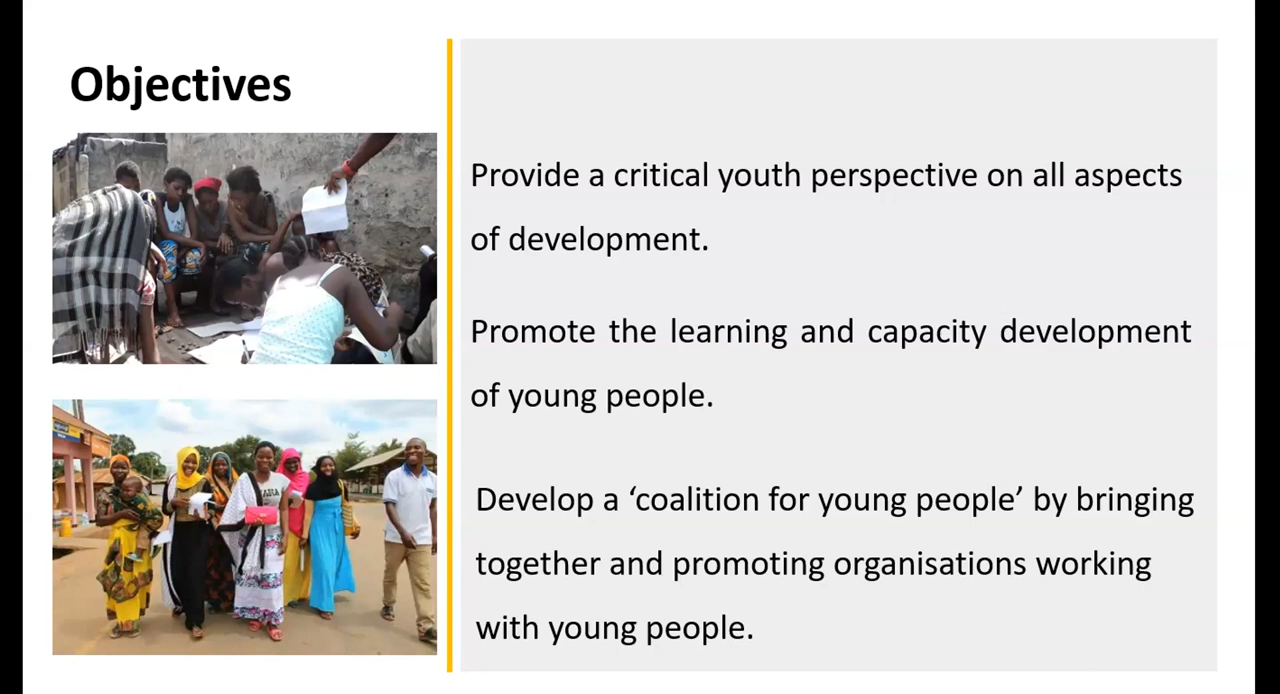 Objectives
Provide a critical youth perspective on all aspects
of development.
Promote the learning and capacity development
of young people.
Develop a ‘coalition for young people’ by bringing
together and promoting organisations working
with young people.